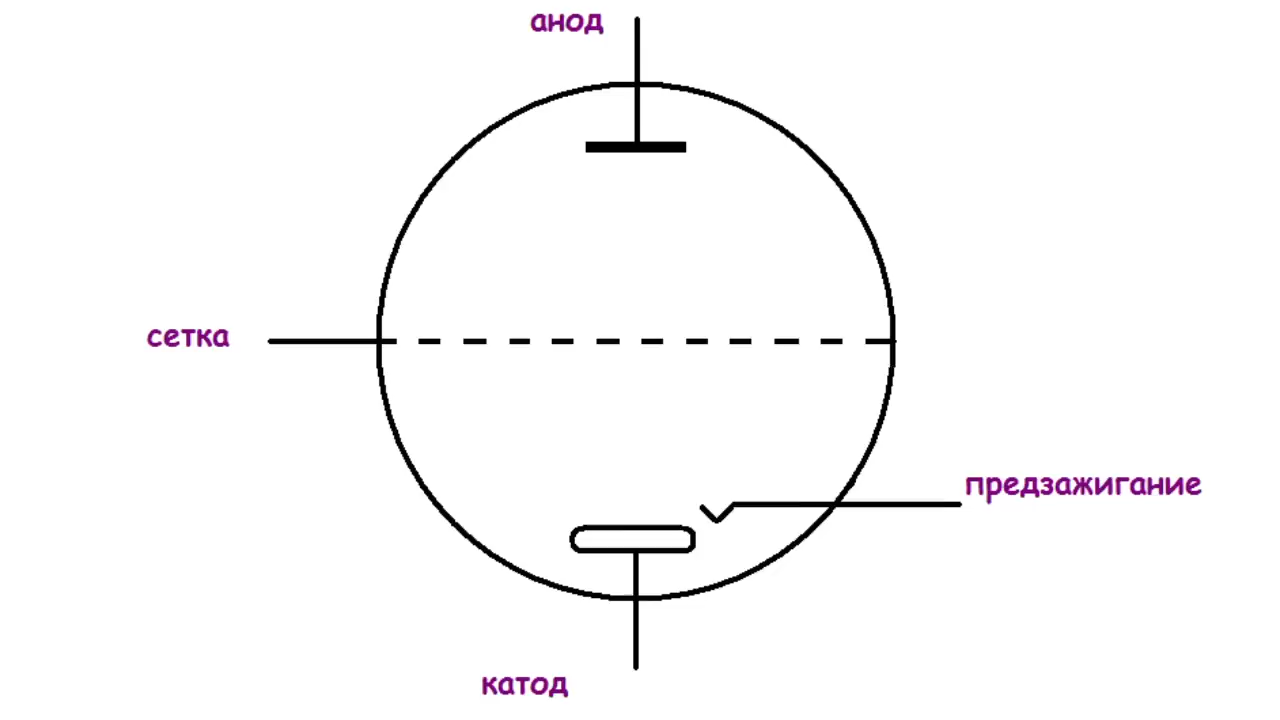 анод
сетка
предзажигание
катод